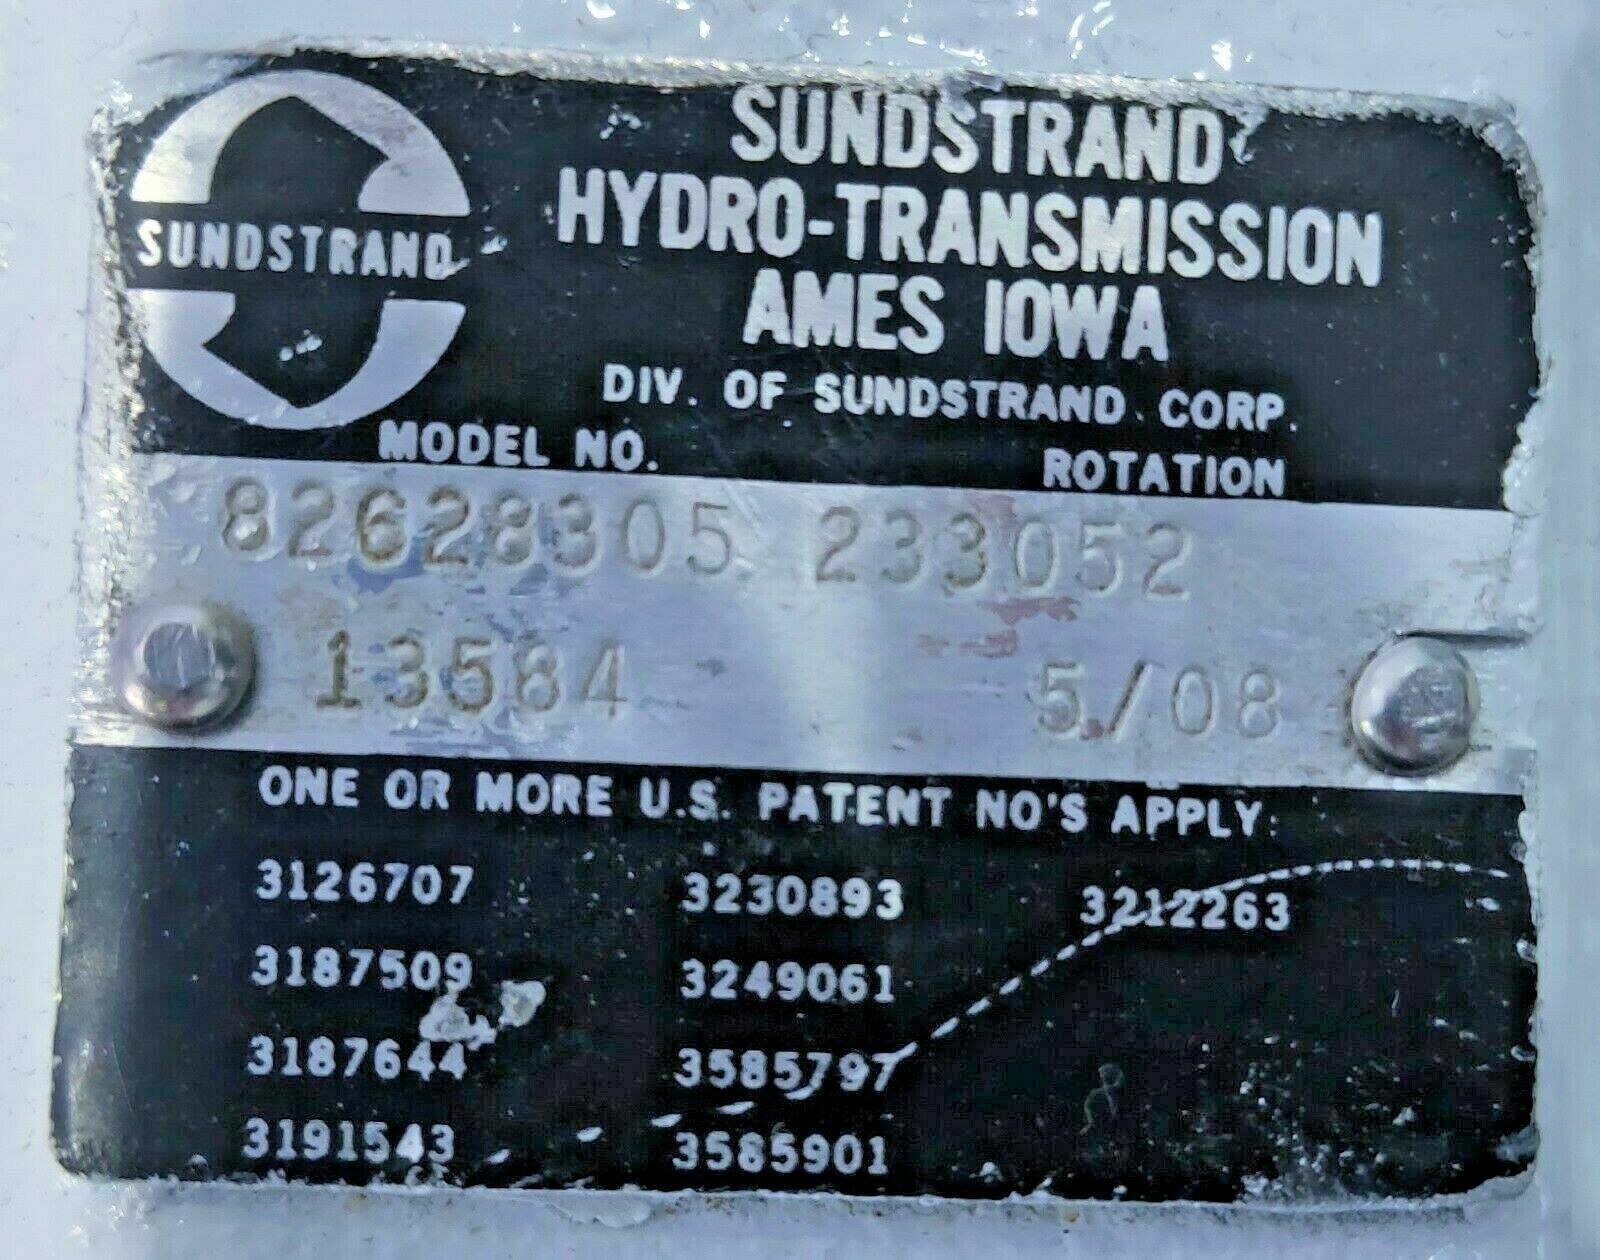 SUNDSTRAND
SUNDSTRAND
HYDRO-TRANSMISSION
AMES IOWA
DIV. OF SUNDSTRAND CORP.
MODEL NO. ROTATION
82628305 233052
13584 5/08
ONE OR MORE U.S. PATENT NO'S APPLY:
3126707 3230893 3212263
3187509 3249061
3187644 3585797
3191543 3585901